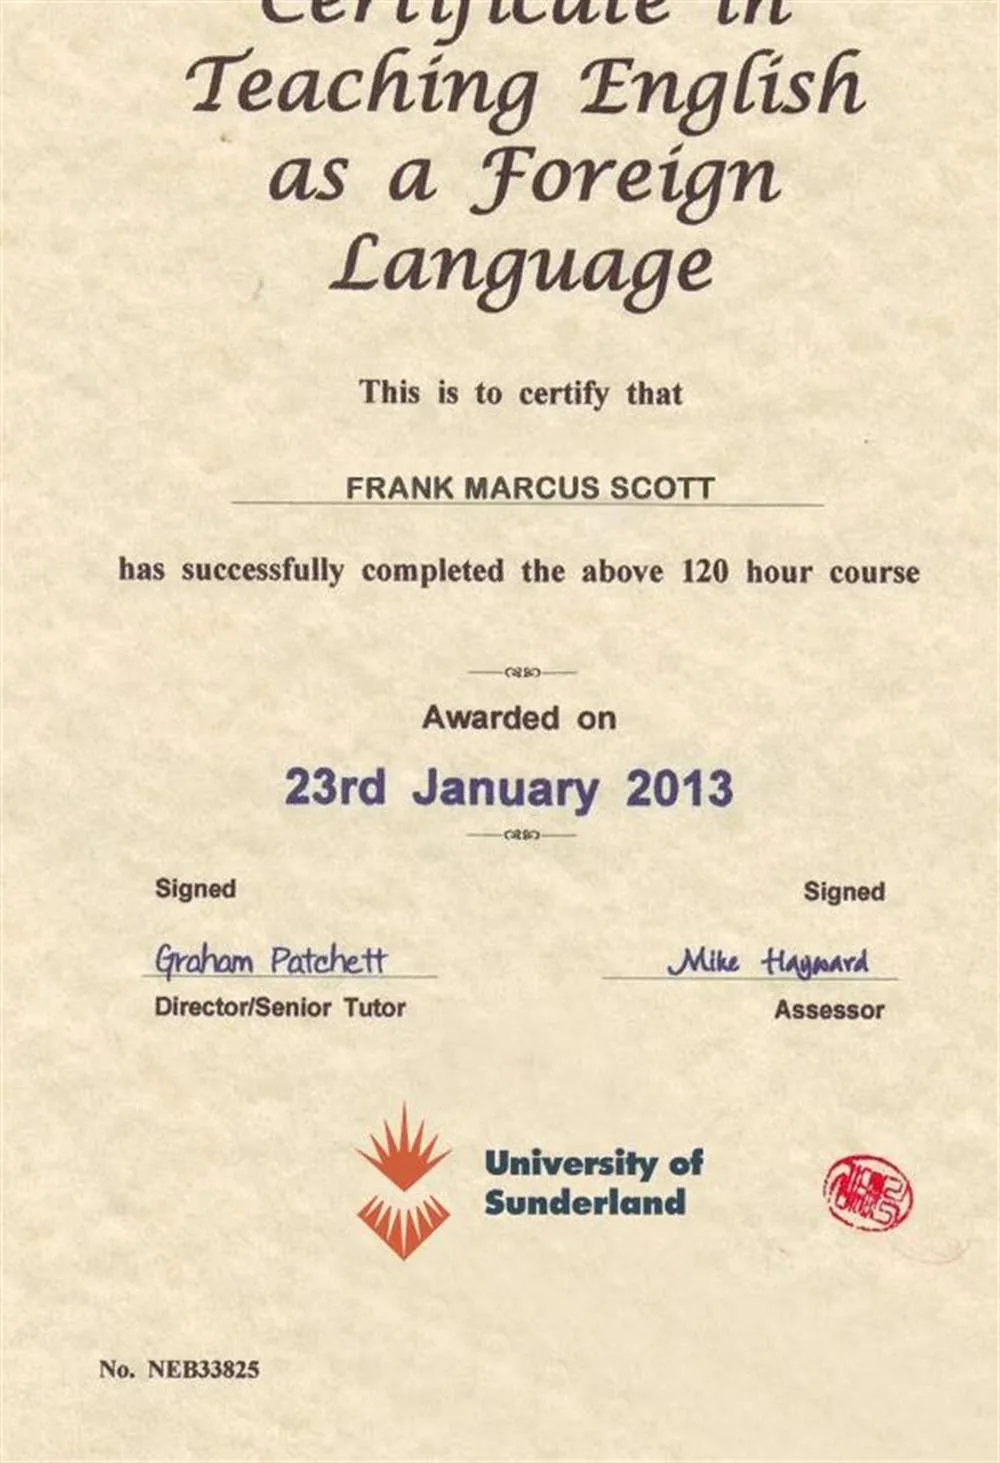 Certificate in
Teaching English
as a Foreign
Language
This is to certify that
FRANK MARCUS SCOTT
has successfully completed the above 120 hour course
Awarded on
23rd January 2013
Signed
Signed
Graham Patchett
Mike Hayward
Director/Senior Tutor
Assessor
University of
Sunderland
No. NEB33825